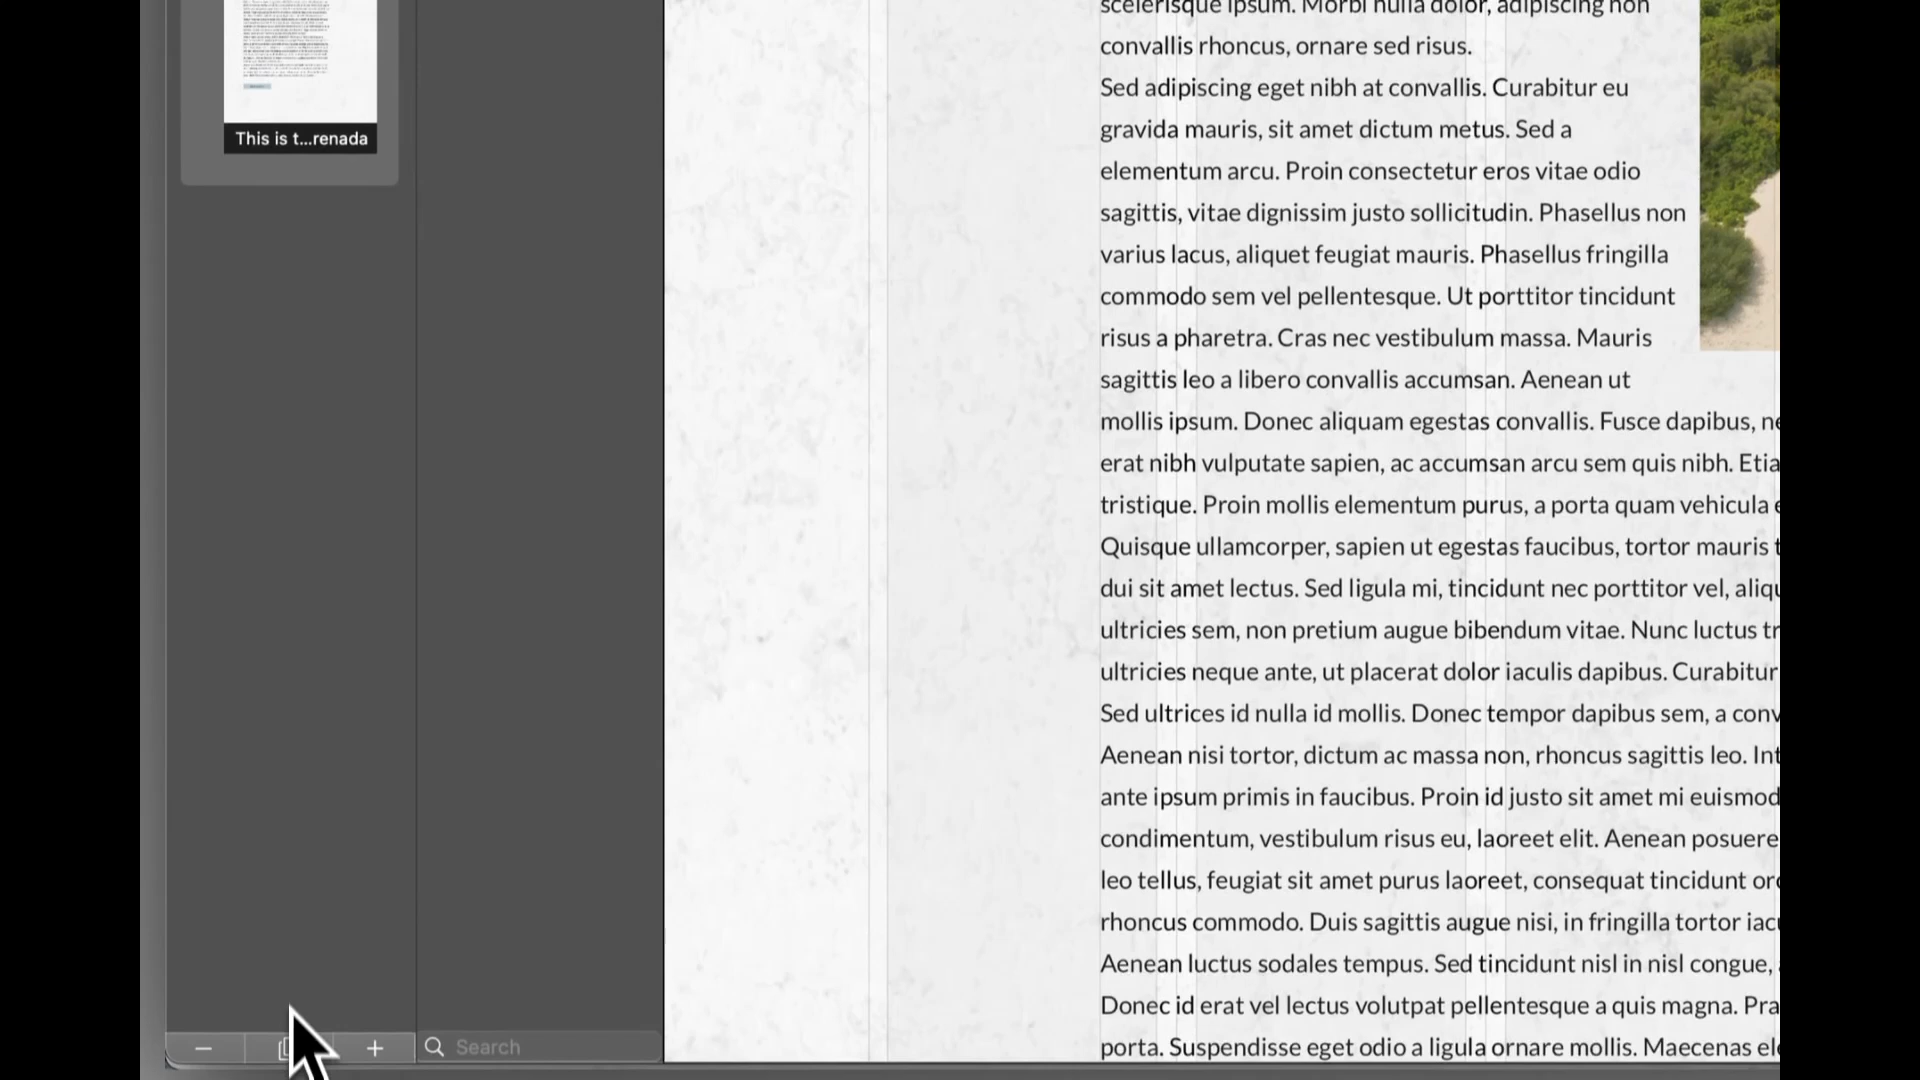 This is t...renada
Search
scelerisque ipsum. Morbi nulla dolor, adipiscing non
convallis rhoncus, ornare sed risus.
Sed adipiscing eget nibh at convallis. Curabitur eu
gravida mauris, sit amet dictum metus. Sed a
elementum arcu. Proin consectetur eros vitae odio
sagittis, vitae dignissim justo sollicitudin. Phasellus non
varius lacus, aliquet feugiat mauris. Phasellus fringilla
commodo sem vel pellentesque. Ut porttitor tincidunt
risus a pharetra. Cras nec vestibulum massa. Mauris
sagittis leo a libero convallis accumsan. Aenean ut
mollis ipsum. Donec aliquam egestas convallis. Fusce dapibus,
erat nibh vulputate sapien, ac accumsan arcu sem quis nibh. Etia
tristique. Proin mollis elementum purus, a porta quam vehicula
Quisque ullamcorper, sapien ut egestas faucibus, tortor mauris
dui sit amet lectus. Sed ligula mi, tincidunt nec porttitor vel,
ultricies sem, non pretium augue bibendum vitae. Nunc luctus tr
ultricies neque ante, ut placerat dolor iaculis dapibus. Curabitur
Sed ultrices id nulla id mollis. Donec tempor dapibus sem, a conv
Aenean nisi tortor, dictum ac massa non, rhoncus sagittis leo. Int
ante ipsum primis in faucibus. Proin id justo sit amet mi euismod
condimentum, vestibulum risus eu, laoreet elit. Aenean posuere
leo tellus, feugiat sit amet purus laoreet, consequat tincidunt
rhoncus commodo. Duis sagittis augue nisi, in fringilla tortor
Aenean luctus sodales tempus. Sed tincidunt nisl in nisl congue,
Donec id erat vel lectus volutpat pellentesque a quis magna. Pra
porta. Suspendisse eget odio a ligula ornare mollis. Maecenas